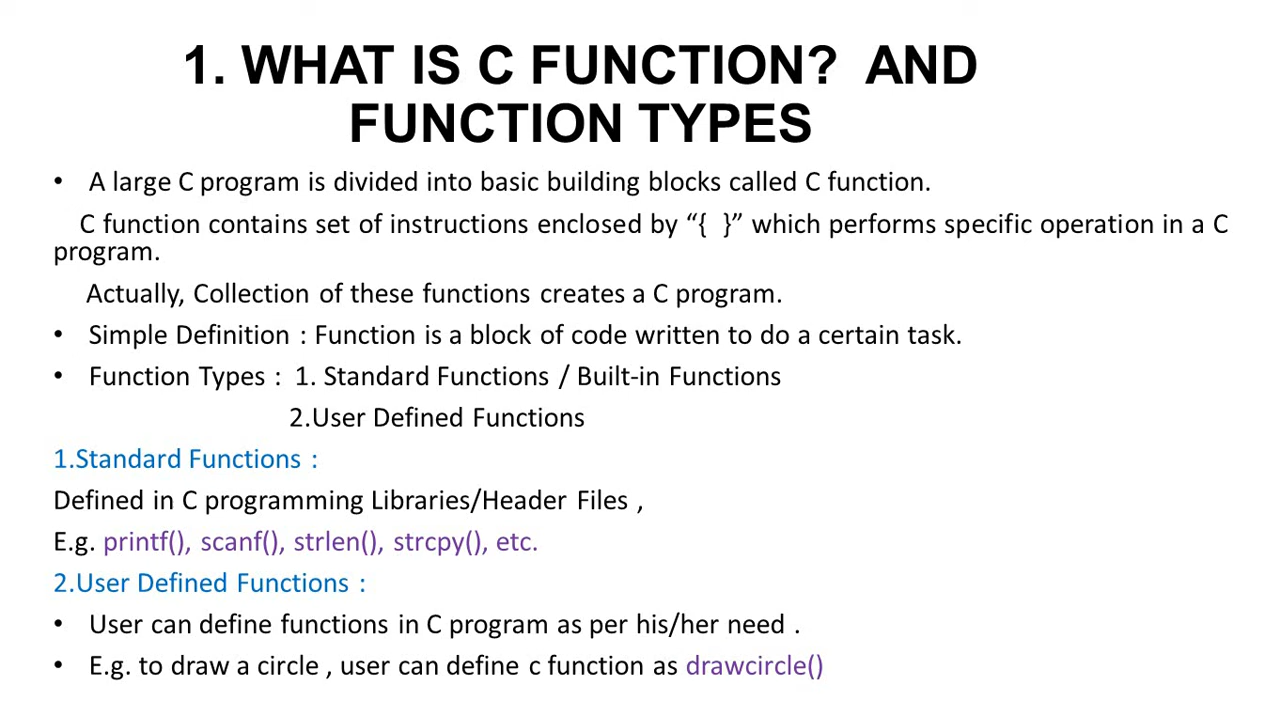 1. WHAT IS C FUNCTION?  AND
FUNCTION TYPES
• A large C program is divided into basic building blocks called C function.
C function contains set of instructions enclosed by “{  }” which performs specific operation in a C
program.
Actually, Collection of these functions creates a C program.
• Simple Definition : Function is a block of code written to do a certain task.
• Function Types :  1. Standard Functions / Built-in Functions
2.User Defined Functions
1.Standard Functions :
Defined in C programming Libraries/Header Files ,
E.g. printf(), scanf(), strlen(), strcpy(), etc.
2.User Defined Functions :
• User can define functions in C program as per his/her need .
• E.g. to draw a circle , user can define c function as drawcircle()